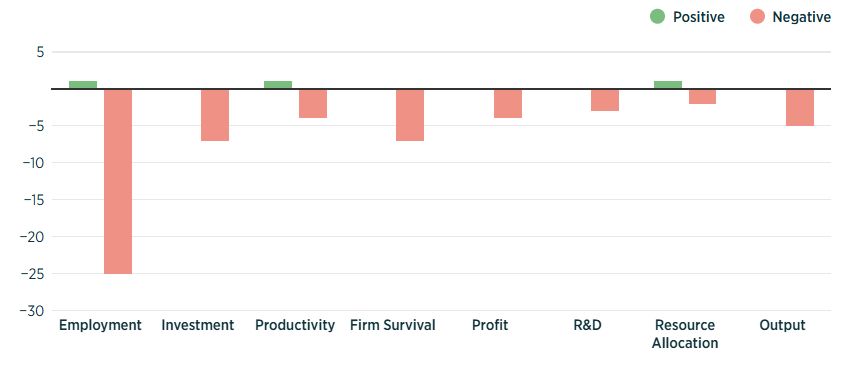 Positive
Negative
5
−5
−10
−15
−20
−25
−30
Employment
Investment
Productivity
Firm Survival
Profit
R&D
Resource
Allocation
Output